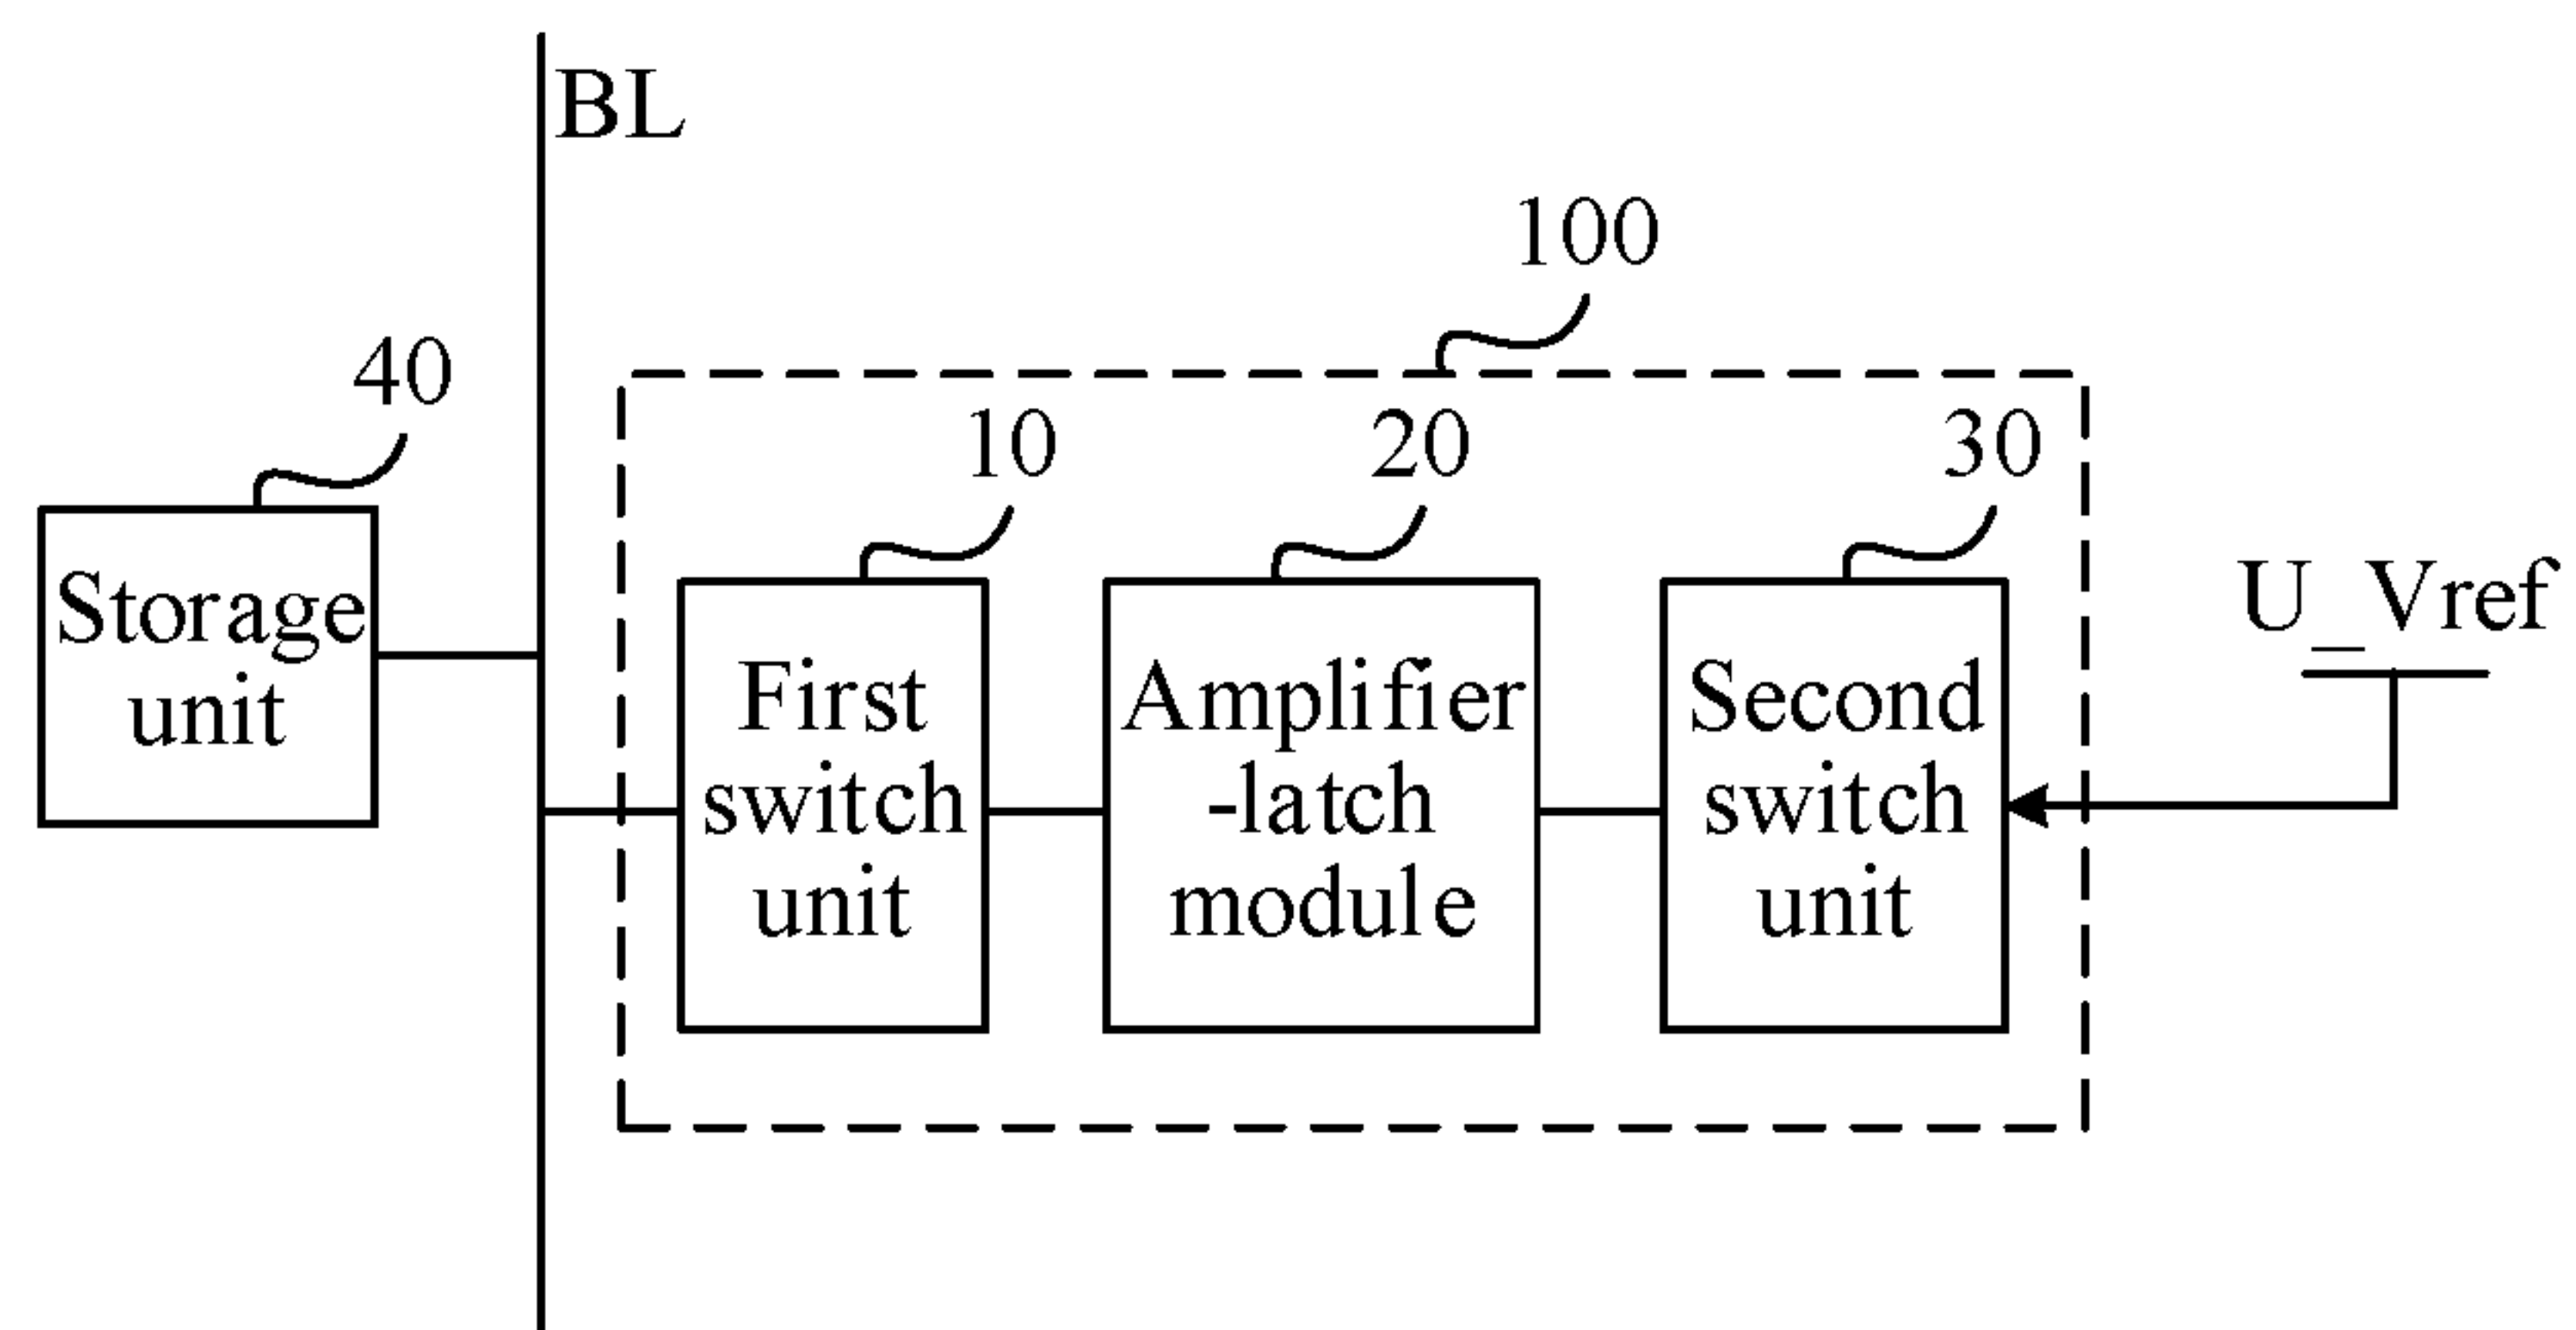 BL
100
40
10
20
30
Storage
unit
First
switch
unit
Amplifier
-latch
module
Second
switch
unit
U_Vref